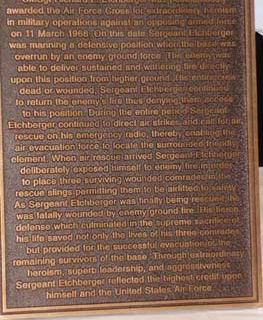 awarded the Air Force Cross for extraordinary heroism
in military operations against an opposing armed force
on 11 March 1968. On this date Sergeant Etchberger
was manning a defensive position when the base was
overrun by an enemy ground force. The enemy was
able to deliver sustained and withering fire directly
upon this position from higher ground. His entire crew
dead or wounded, Sergeant Etchberger continued
to return the enemy's fire thus denying them access
to his position. During the entire period Sergeant
Etchberger continued to direct air strikes and call for air
rescue on his emergency radio, thereby enabling the
air evacuation force to locate the surrounded friendly
element. When air rescue arrived Sergeant Etchberger
deliberately exposed himself to enemy fire in order
to place three surviving wounded comrades in the
rescue slings permitting them to be airlifted to safety.
As Sergeant Etchberger was finally being rescued, he
was fatally wounded by enemy ground fire. His fierce
defense which culminated in the supreme sacrifice of
his life saved not only the lives of his three comrades
but provided for the successful evacuation of the
remaining survivors of the base. Through extraordinary
heroism, superb leadership, and aggressiveness
Sergeant Etchberger reflected the highest credit upon
himself and the United States Air Force.